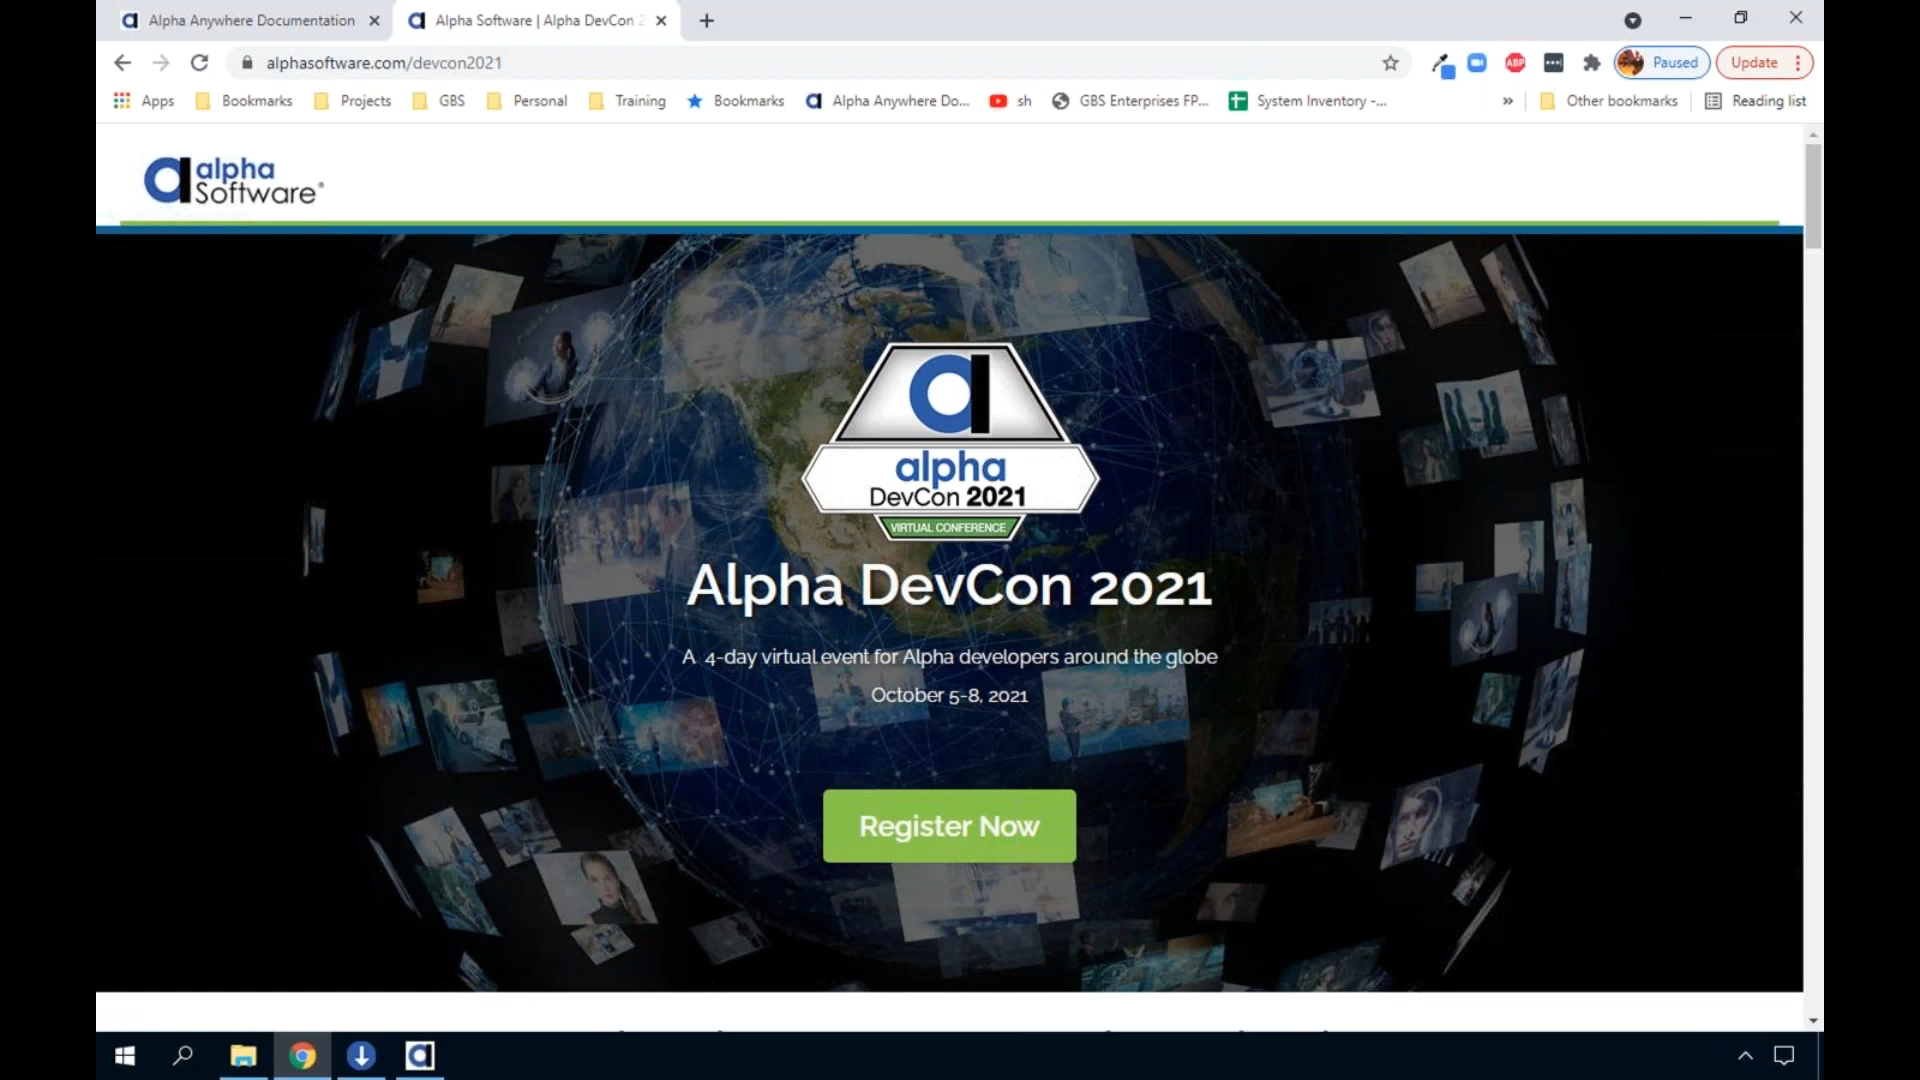 Alpha Anywhere Documentation
Alpha Software | Alpha DevCon 2
alphasoftware.com/devcon2021
ABP
Paused
Update
Apps
Bookmarks
Projects
GBS
Personal
Training
Bookmarks
Alpha Anywhere Do...
sh
GBS Enterprises FP...
System Inventory -...
»
Other bookmarks
Reading list
alpha
Software®
alpha
DevCon 2021
VIRTUAL CONFERENCE
Alpha DevCon 2021
A 4-day virtual event for Alpha developers around the globe
October 5-8, 2021
Register Now